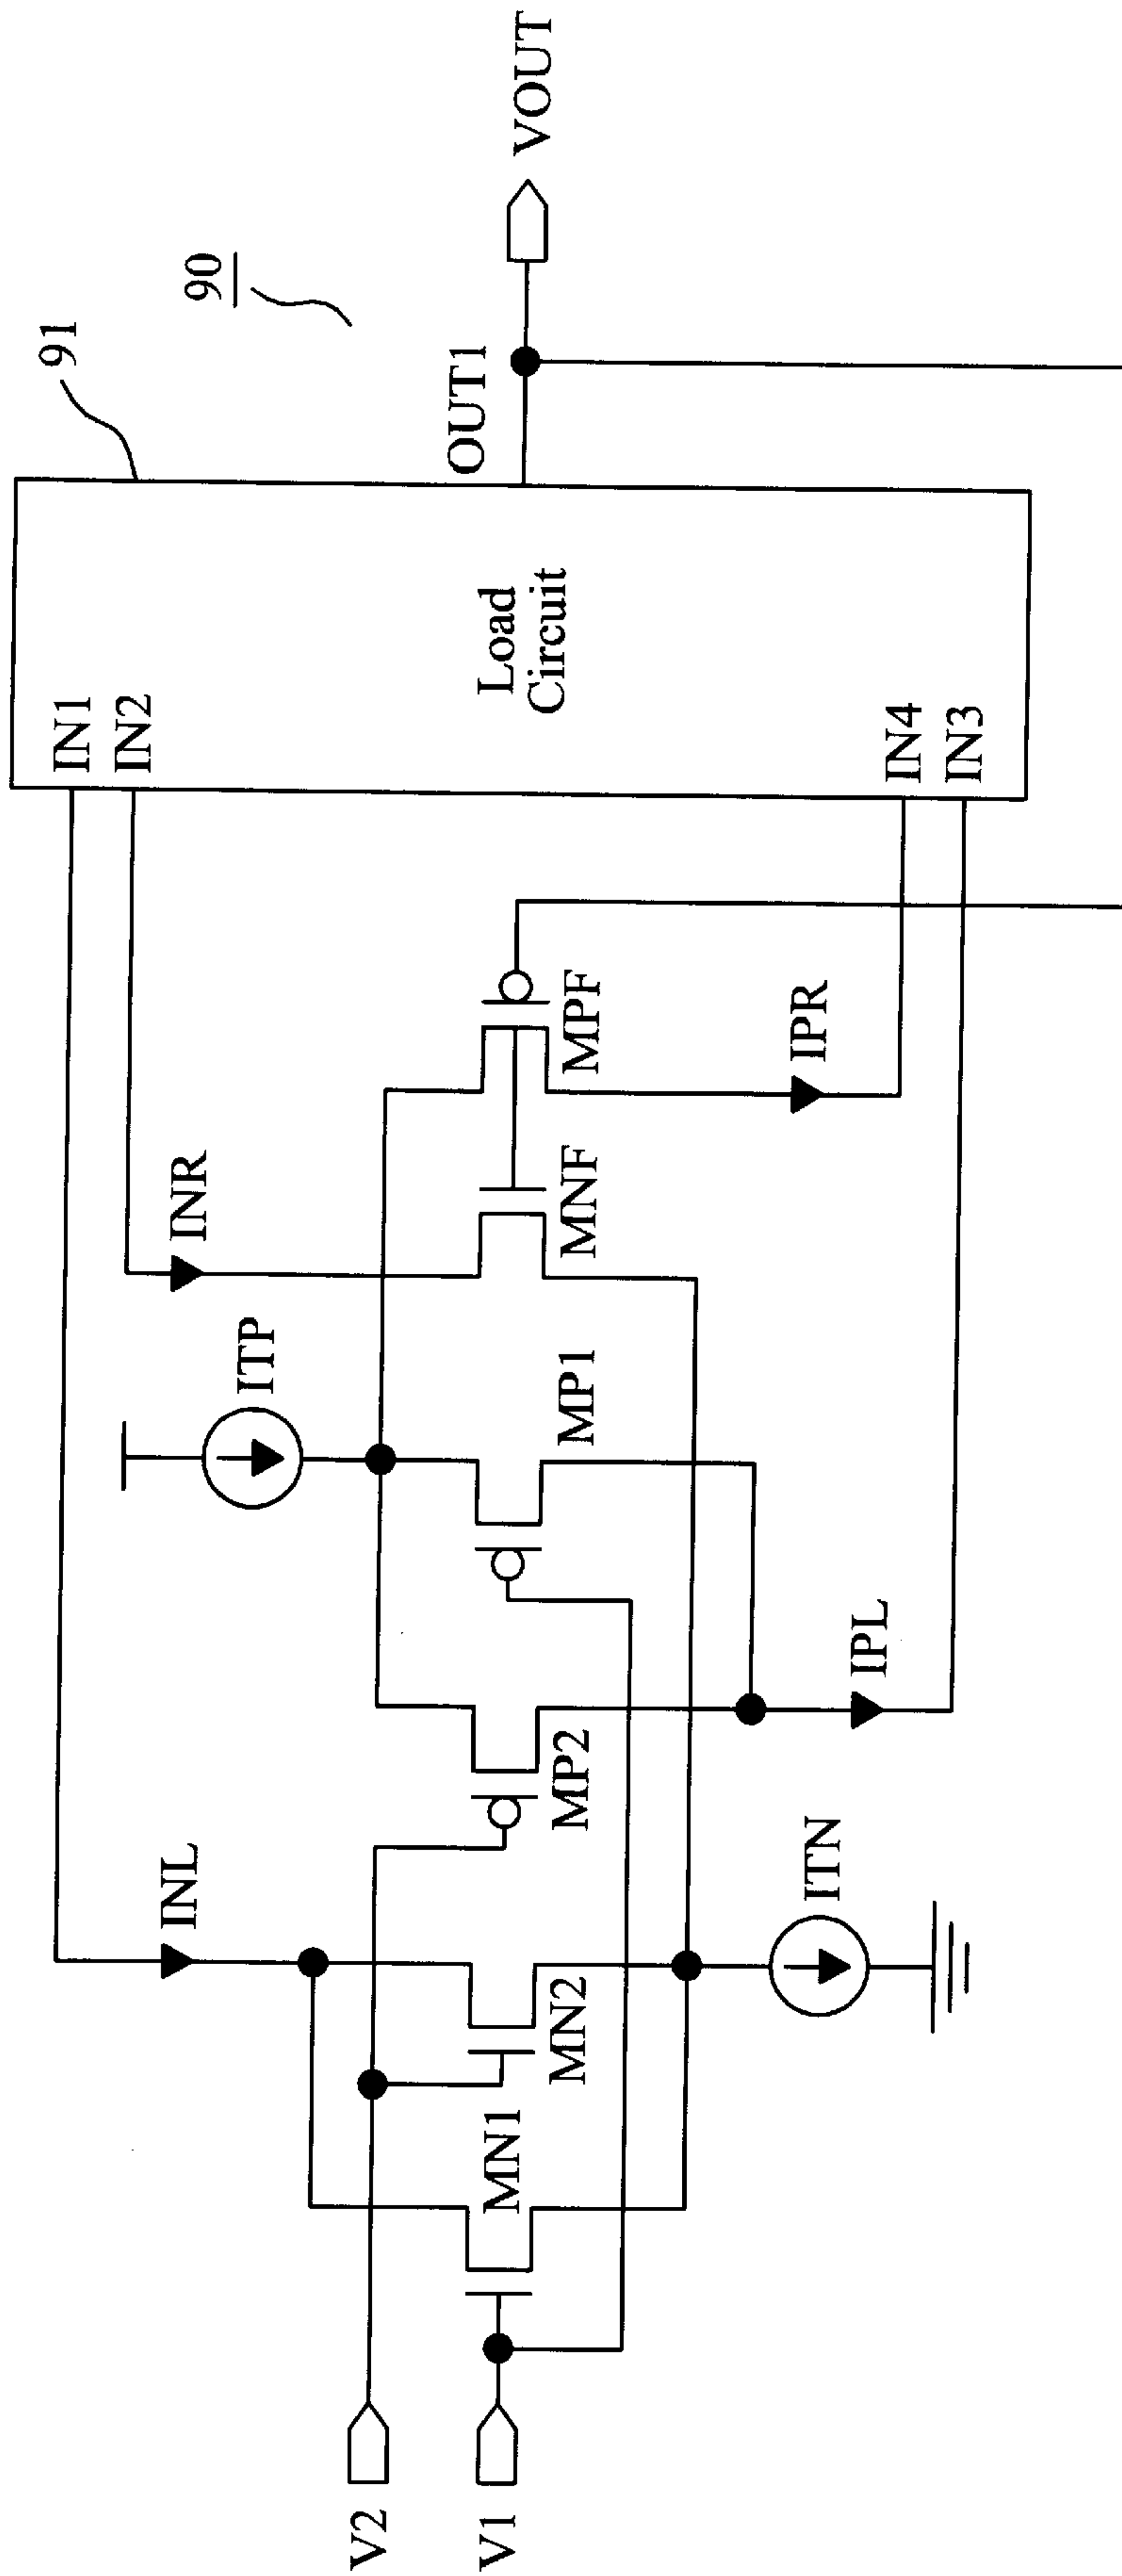 90
91
IN1
IN2
Load
Circuit
IN4
IN3
OUT1
VOUT
INL
INR
ITP
IPL
IPR
ITN
MN1
MN2
MP2
MP1
MNF
MPF
V2
V1